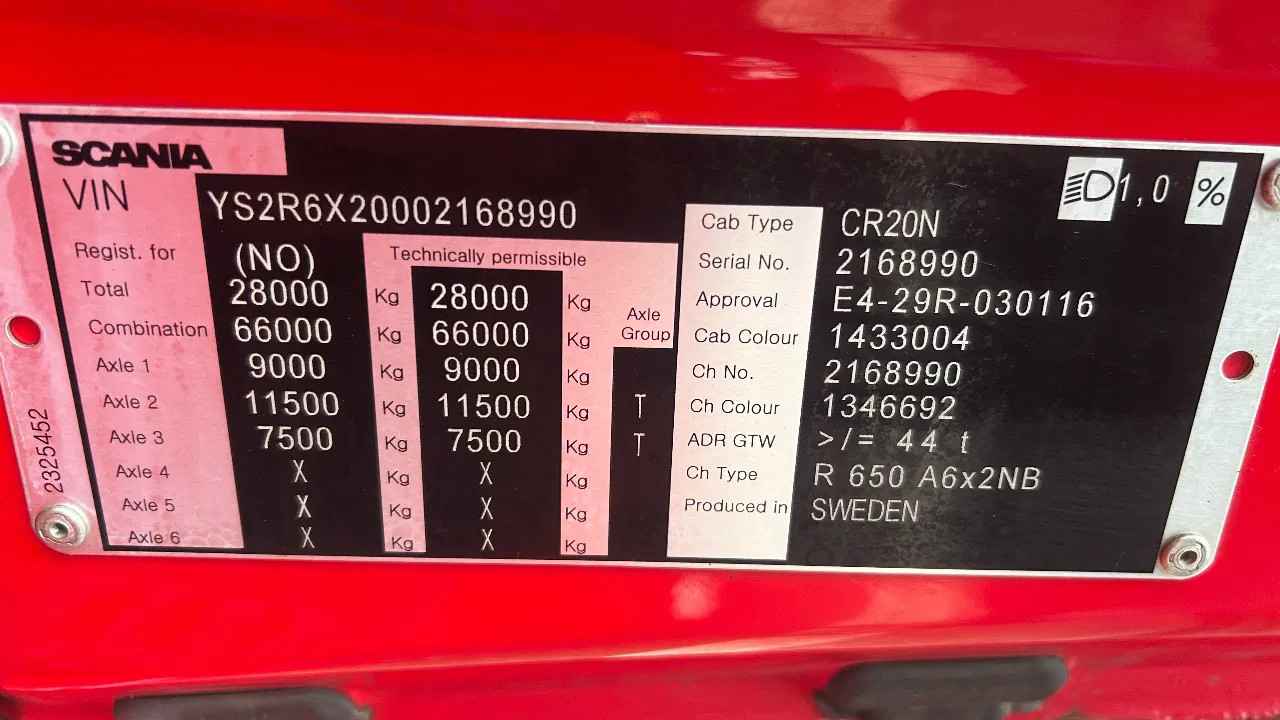 SCANIA
VIN YS2R6X20002168990
1,0 %
Regist. for (NO) Technically permissible
Total 28000 Kg 28000 Kg
Combination 66000 Kg 66000 Kg Axle Group
Axle 1 9000 Kg 9000 Kg
Axle 2 11500 Kg 11500 Kg T
Axle 3 7500 Kg 7500 Kg T
Axle 4 X Kg X Kg
Axle 5 X Kg X Kg
Axle 6 X Kg X Kg
Cab Type CR20N
Serial No. 2168990
Approval E4-29R-030116
Cab Colour 1433004
Ch No. 2168990
Ch Colour 1346692
ADR GTW >/= 44 t
Ch Type R 650 A6x2NB
Produced in SWEDEN
2325452